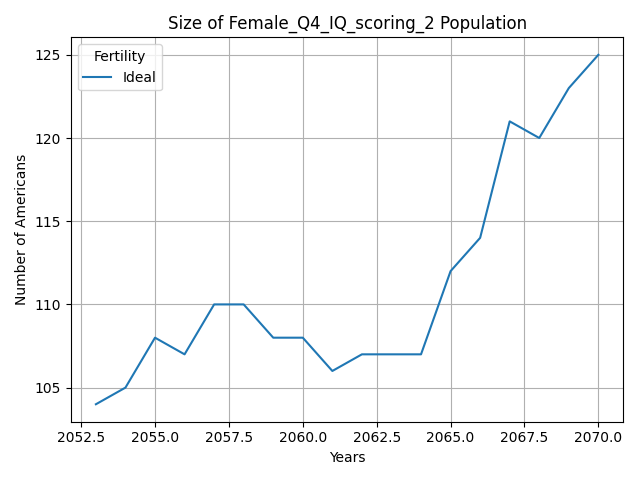 Size of Female_Q4_IQ_scoring_2 Population
Fertility
Ideal
Number of Americans
125
120
115
110
105
2052.5 2055.0 2057.5 2060.0 2062.5 2065.0 2067.5 2070.0
Years